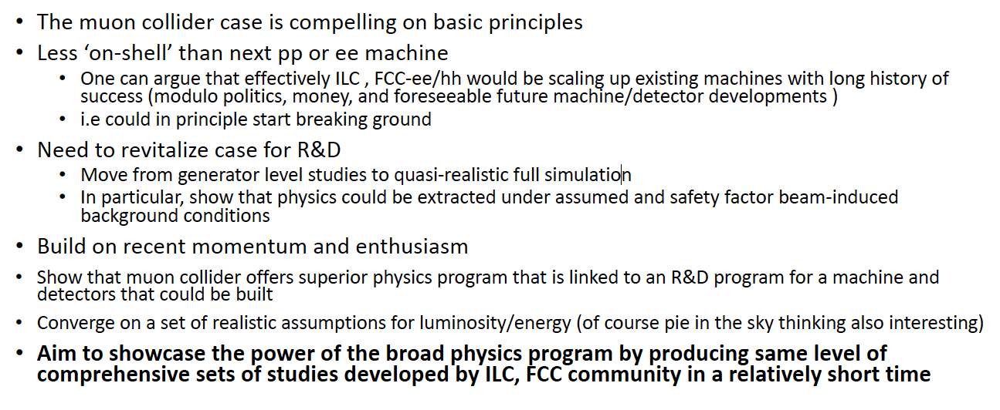 • The muon collider case is compelling on basic principles
• Less ‘on-shell’ than next pp or ee machine
• One can argue that effectively ILC , FCC-ee/hh would be scaling up existing machines with long history of
success (modulo politics, money, and foreseeable future machine/detector developments )
• i.e could in principle start breaking ground
• Need to revitalize case for R&D
• Move from generator level studies to quasi-realistic full simulation
• In particular, show that physics could be extracted under assumed and safety factor beam-induced
background conditions
• Build on recent momentum and enthusiasm
• Show that muon collider offers superior physics program that is linked to an R&D program for a machine and
detectors that could be built
• Converge on a set of realistic assumptions for luminosity/energy (of course pie in the sky thinking also interesting)
• Aim to showcase the power of the broad physics program by producing same level of
comprehensive sets of studies developed by ILC, FCC community in a relatively short time